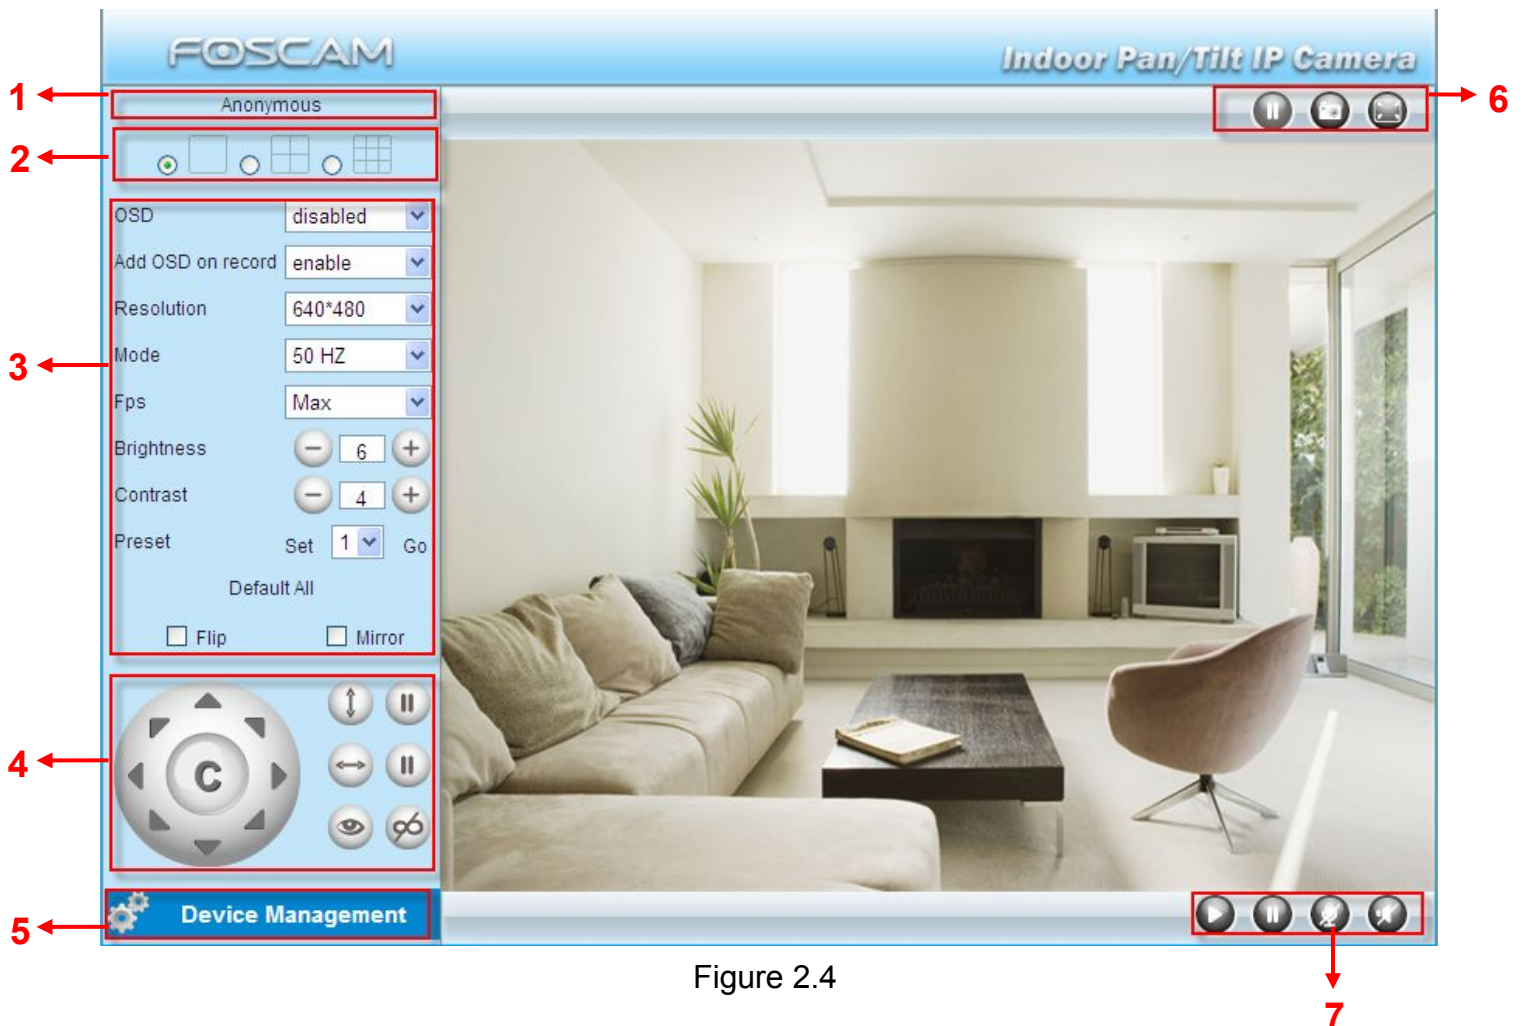 FOSCAM
Indoor Pan/Tilt IP Camera
1
Anonymous
6
2
3
OSD disabled
Add OSD on record enable
Resolution 640*480
Mode 50 HZ
Fps Max
Brightness 6
Contrast 4
Preset Set 1 Go
Default All
Flip Mirror
4
C
5
Device Management
7
Figure 2.4